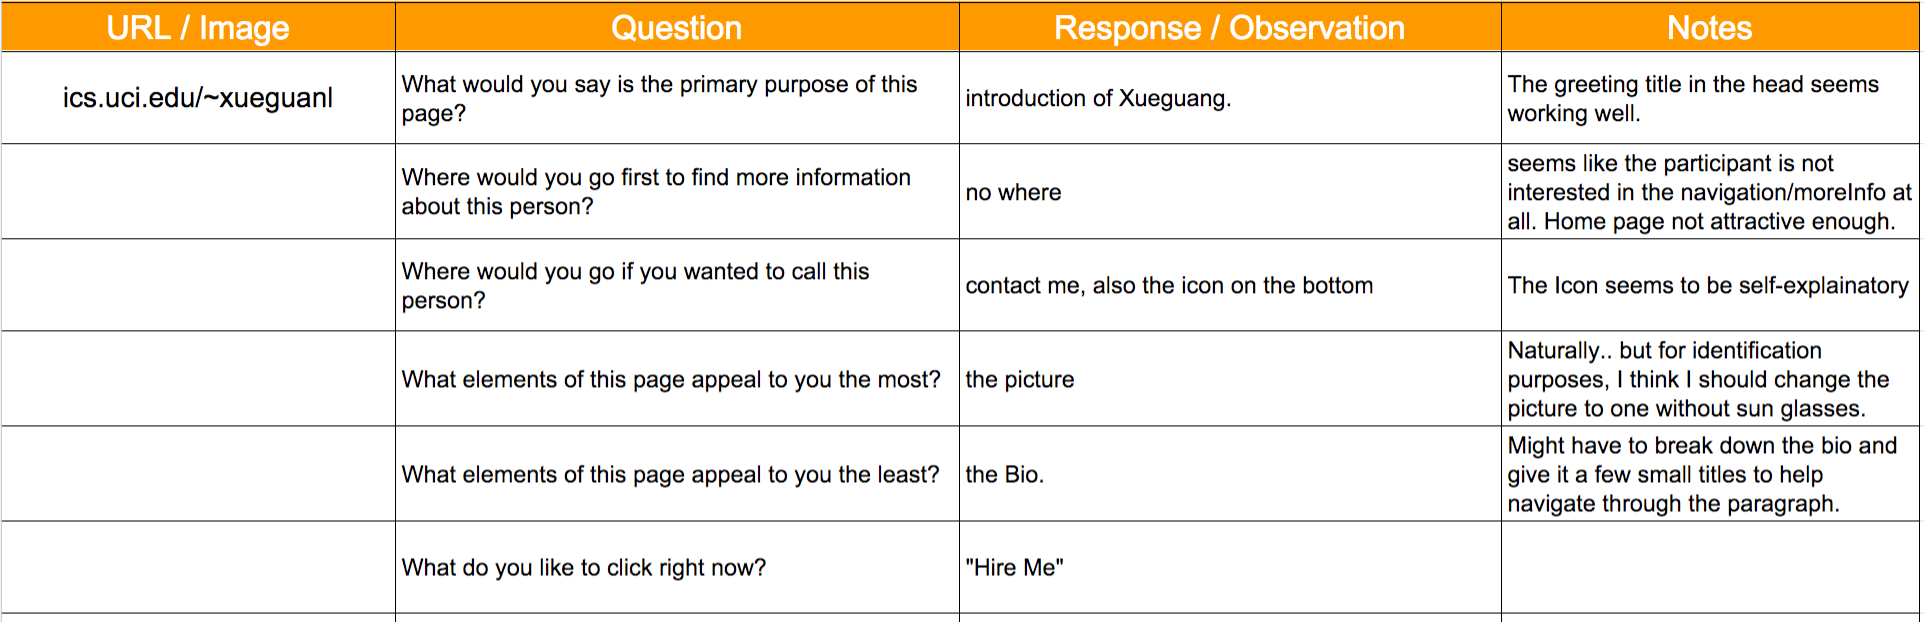 URL / Image Question Response / Observation Notes
ics.uci.edu/~xueguanl
What would you say is the primary purpose of this
page?
introduction of Xueguang.
The greeting title in the head seems
working well.
Where would you go first to find more information
about this person?
no where
seems like the participant is not
interested in the navigation/moreInfo at
all. Home page not attractive enough.
Where would you go if you wanted to call this
person?
contact me, also the icon on the bottom
The Icon seems to be self-explainatory
What elements of this page appeal to you the most?
the picture
Naturally.. but for identification
purposes, I think I should change the
picture to one without sun glasses.
What elements of this page appeal to you the least?
the Bio.
Might have to break down the bio and
give it a few small titles to help
navigate through the paragraph.
What do you like to click right now?
"Hire Me"